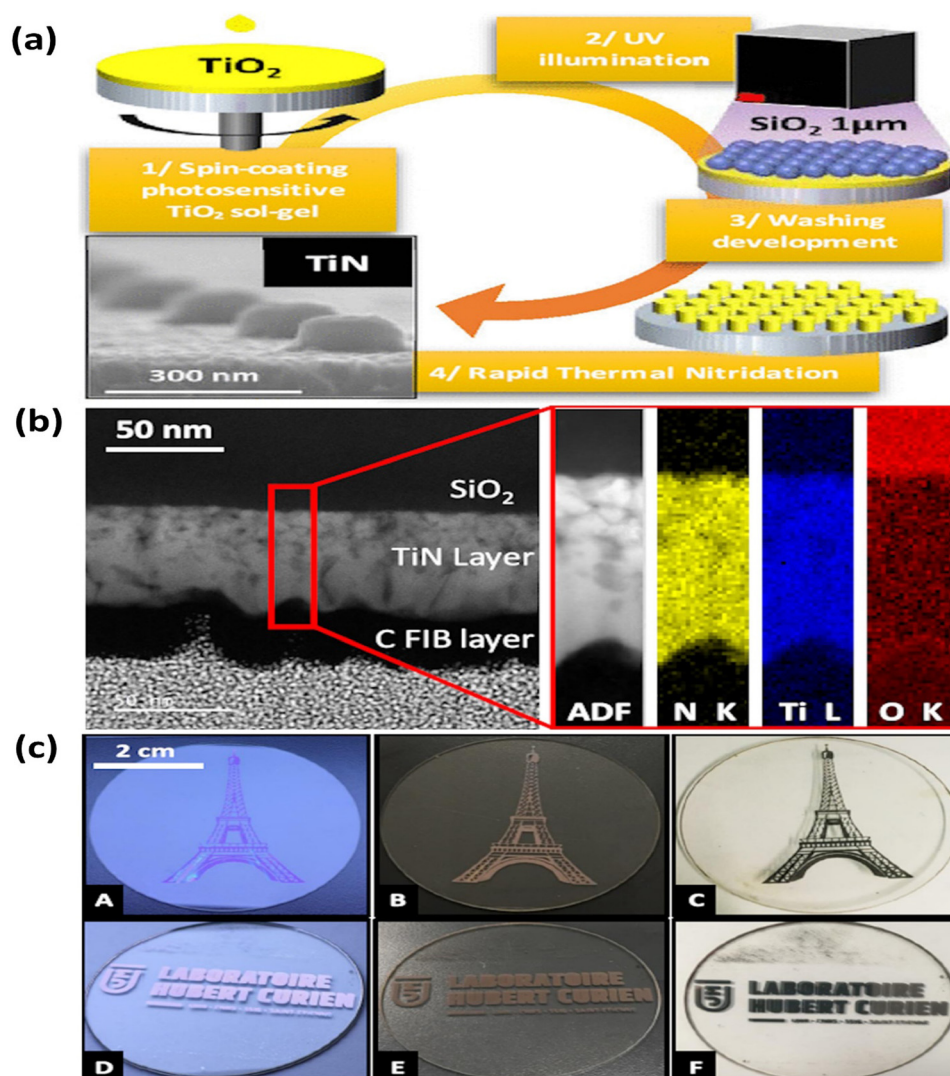 (a)
TiO₂
1/ Spin-coating
photosensitive
TiO₂ sol-gel
2/ UV
illumination
SiO₂ 1µm
3/ Washing
development
TiN
300 nm
4/ Rapid Thermal Nitridation
(b)
50 nm
SiO₂
TiN Layer
C FIB layer
ADF
N K
Ti L
O K
(c)
2 cm
A
B
C
LABORATOIRE
HUBERT CURIEN
D
LABORATOIRE
HUBERT CURIEN
E
LABORATOIRE
HUBERT CURIEN
F